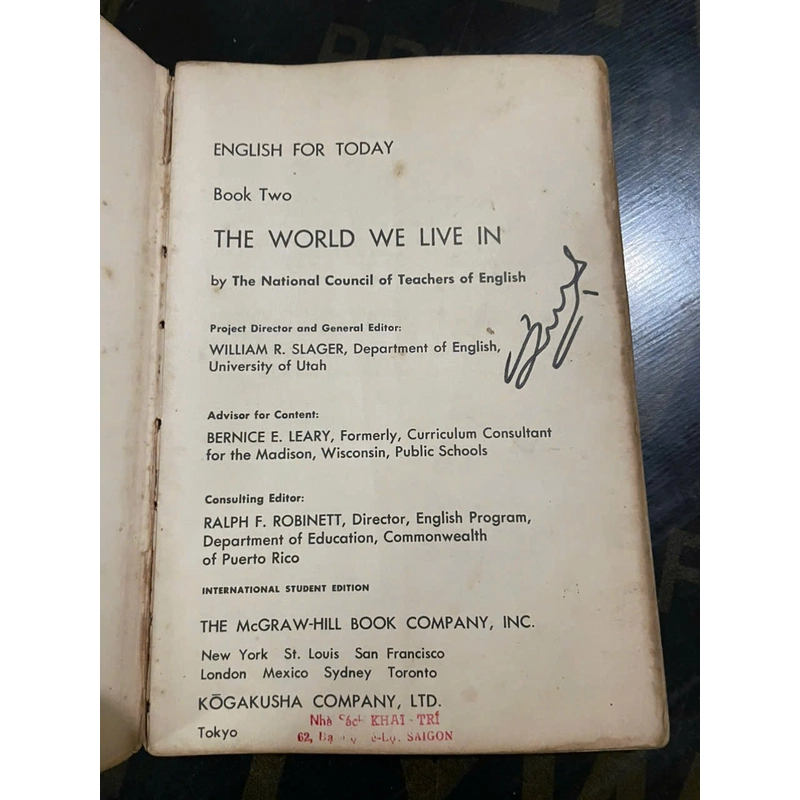 ENGLISH FOR TODAY
Book Two
THE WORLD WE LIVE IN
by The National Council of Teachers of English
Project Director and General Editor:
WILLIAM R. SLAGER, Department of English,
University of Utah
Advisor for Content:
BERNICE E. LEARY, Formerly, Curriculum Consultant
for the Madison, Wisconsin, Public Schools
Consulting Editor:
RALPH F. ROBINETT, Director, English Program,
Department of Education, Commonwealth
of Puerto Rico
INTERNATIONAL STUDENT EDITION
THE McGRAW-HILL BOOK COMPANY, INC.
New York St. Louis San Francisco
London Mexico Sydney Toronto
KŌGAKUSHA COMPANY, LTD.
Tokyo
Nhà Sách KHAI-TRÍ
62, SAIGON